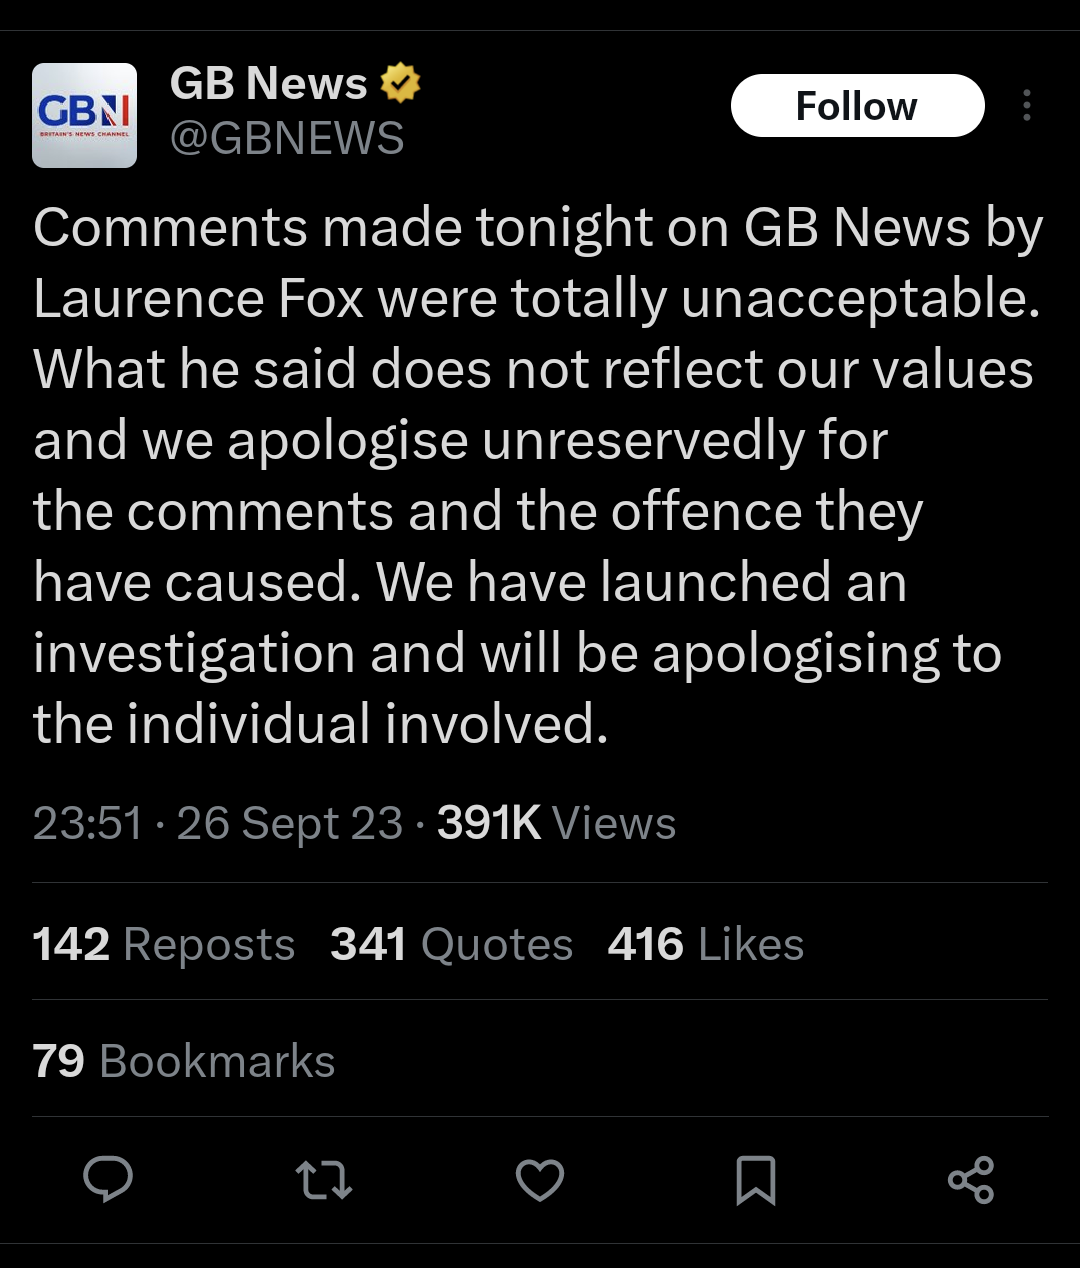 GBN
BRITAIN'S NEWS CHANNEL
GB News
@GBNEWS
Follow
Comments made tonight on GB News by
Laurence Fox were totally unacceptable.
What he said does not reflect our values
and we apologise unreservedly for
the comments and the offence they
have caused. We have launched an
investigation and will be apologising to
the individual involved.
23:51 · 26 Sept 23 · 391K Views
142 Reposts 341 Quotes 416 Likes
79 Bookmarks